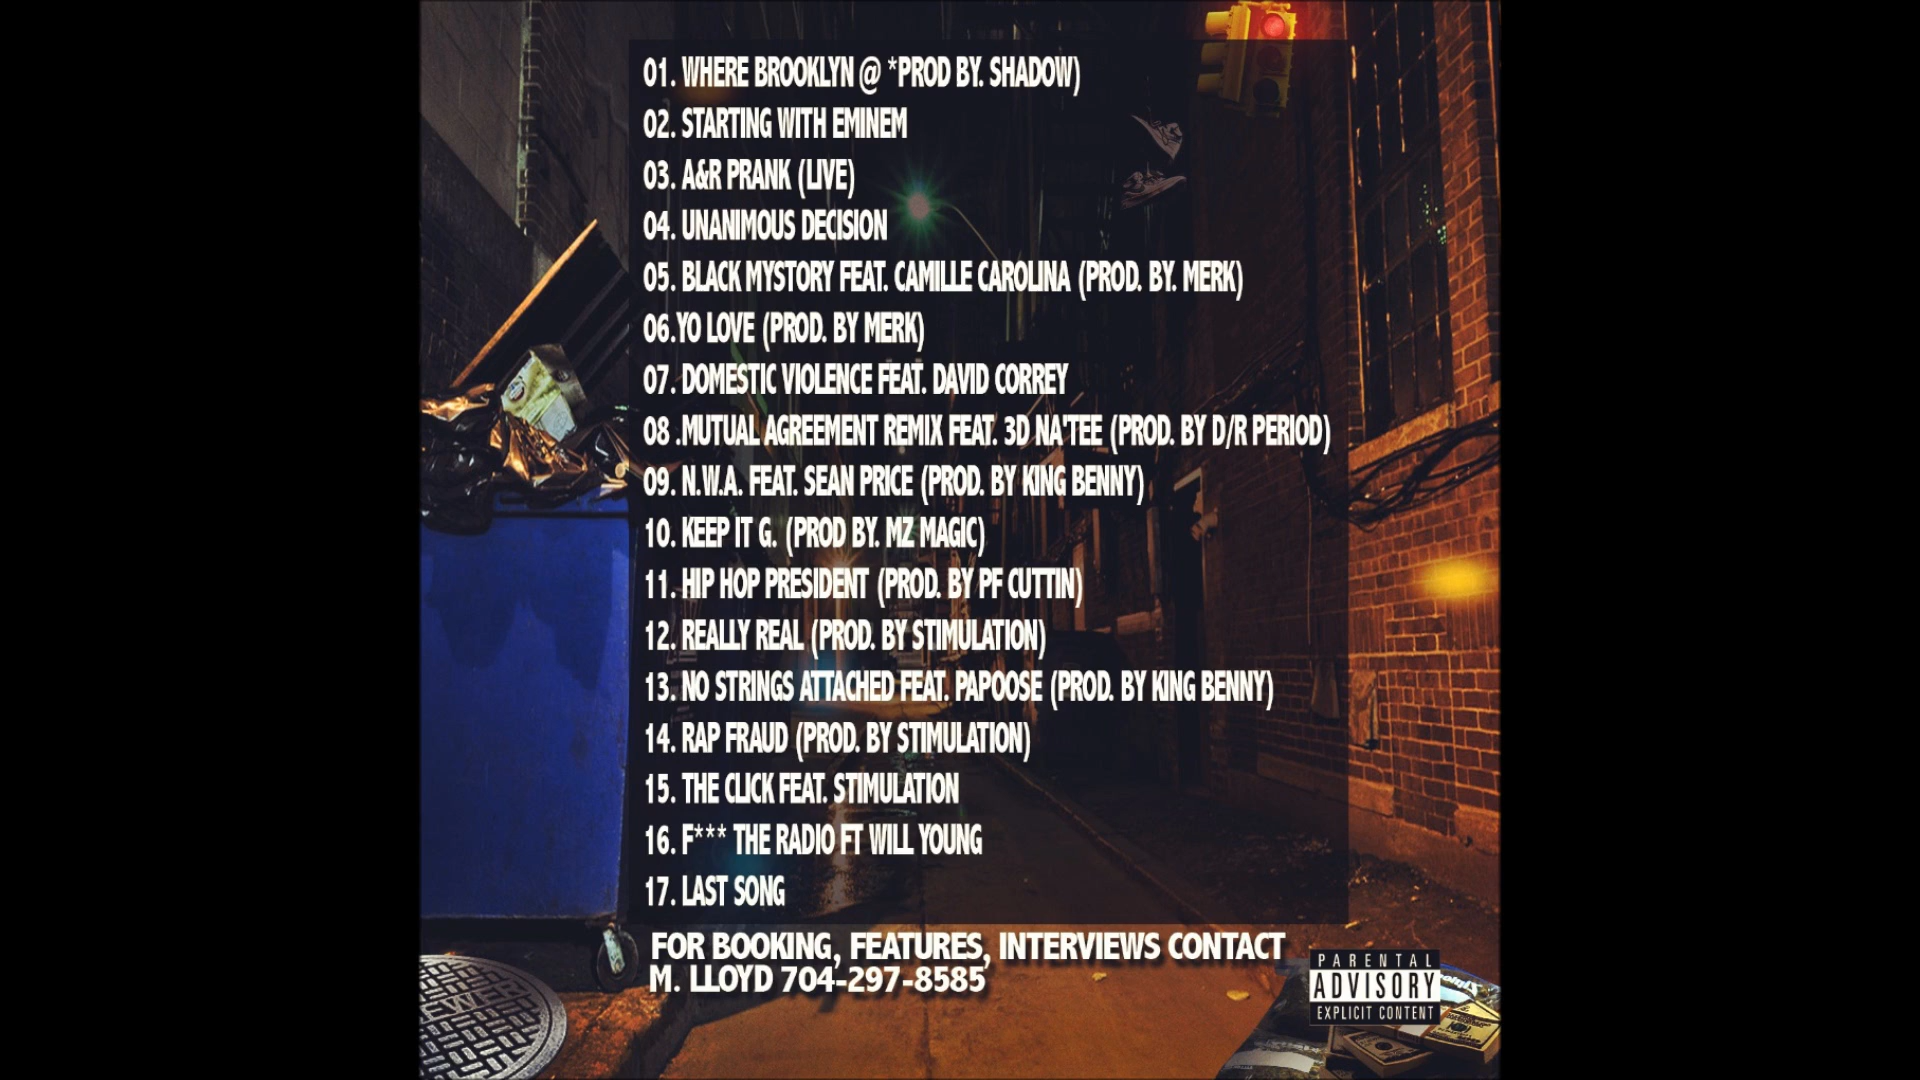 01. WHERE BROOKLYN @ *PROD BY. SHADOW)
02. STARTING WITH EMINEM
03. A&R PRANK (LIVE)
04. UNANIMOUS DECISION
05. BLACK MYSTORY FEAT. CAMILLE CAROLINA (PROD. BY. MERK)
06.YO LOVE (PROD. BY MERK)
07. DOMESTIC VIOLENCE FEAT. DAVID CORREY
08 .MUTUAL AGREEMENT REMIX FEAT. 3D NA'TEE (PROD. BY D/R PERIOD)
09. N.W.A. FEAT. SEAN PRICE (PROD. BY KING BENNY)
10. KEEP IT G. (PROD BY. MZ MAGIC)
11. HIP HOP PRESIDENT (PROD. BY PF CUTTIN)
12. REALLY REAL (PROD. BY STIMULATION)
13. NO STRINGS ATTACHED FEAT. PAPOOSE (PROD. BY KING BENNY)
14. RAP FRAUD (PROD. BY STIMULATION)
15. THE CLICK FEAT. STIMULATION
16. F*** THE RADIO FT WILL YOUNG
17. LAST SONG
FOR BOOKING, FEATURES, INTERVIEWS CONTACT
M. LLOYD 704-297-8585
PARENTAL
ADVISORY
EXPLICIT CONTENT